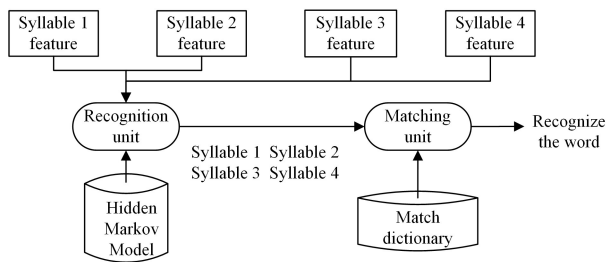 Syllable 1
feature
Syllable 2
feature
Syllable 3
feature
Syllable 4
feature
Recognition
unit
Matching
unit
Recognize
the word
Syllable 1 Syllable 2
Syllable 3 Syllable 4
Hidden
Markov
Model
Match
dictionary